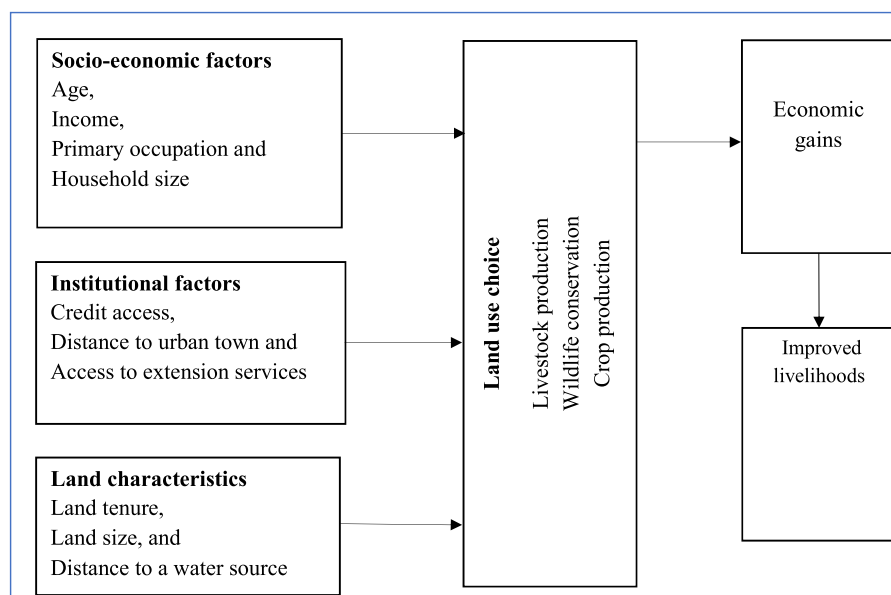 Socio-economic factors
Age,
Income,
Primary occupation and
Household size
Institutional factors
Credit access,
Distance to urban town and
Access to extension services
Land characteristics
Land tenure,
Land size, and
Distance to a water source
Land use choice
Livestock production
Wildlife conservation
Crop production
Economic
gains
Improved
livelihoods